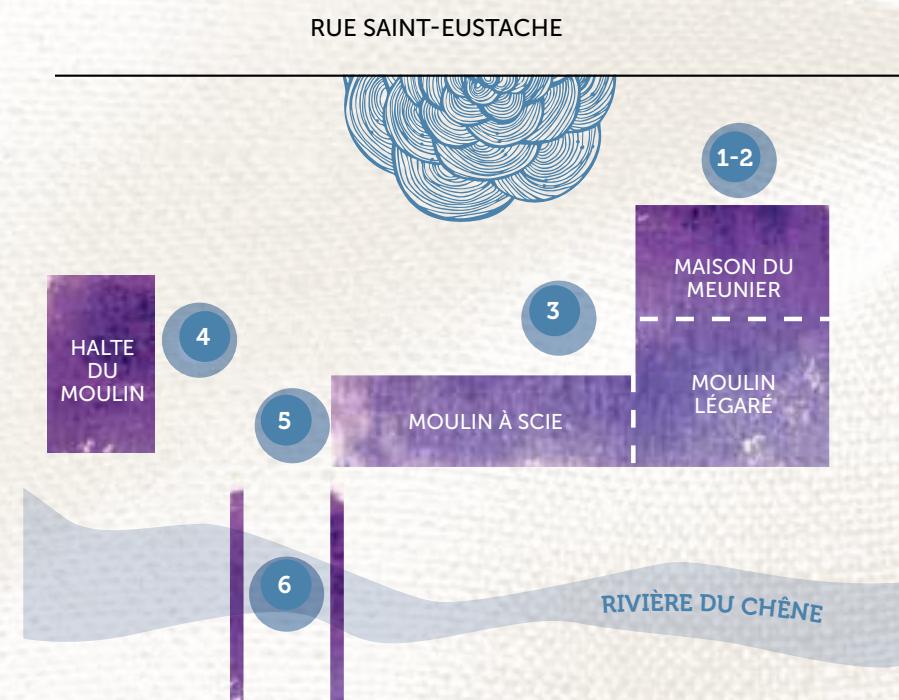 RUE SAINT-EUSTACHE
1-2
MAISON DU
MEUNIER
3
4
HALTE
DU
MOULIN
MOULIN
LÉGARÉ
5
MOULIN À SCIE
6
RIVIÈRE DU CHÊNE